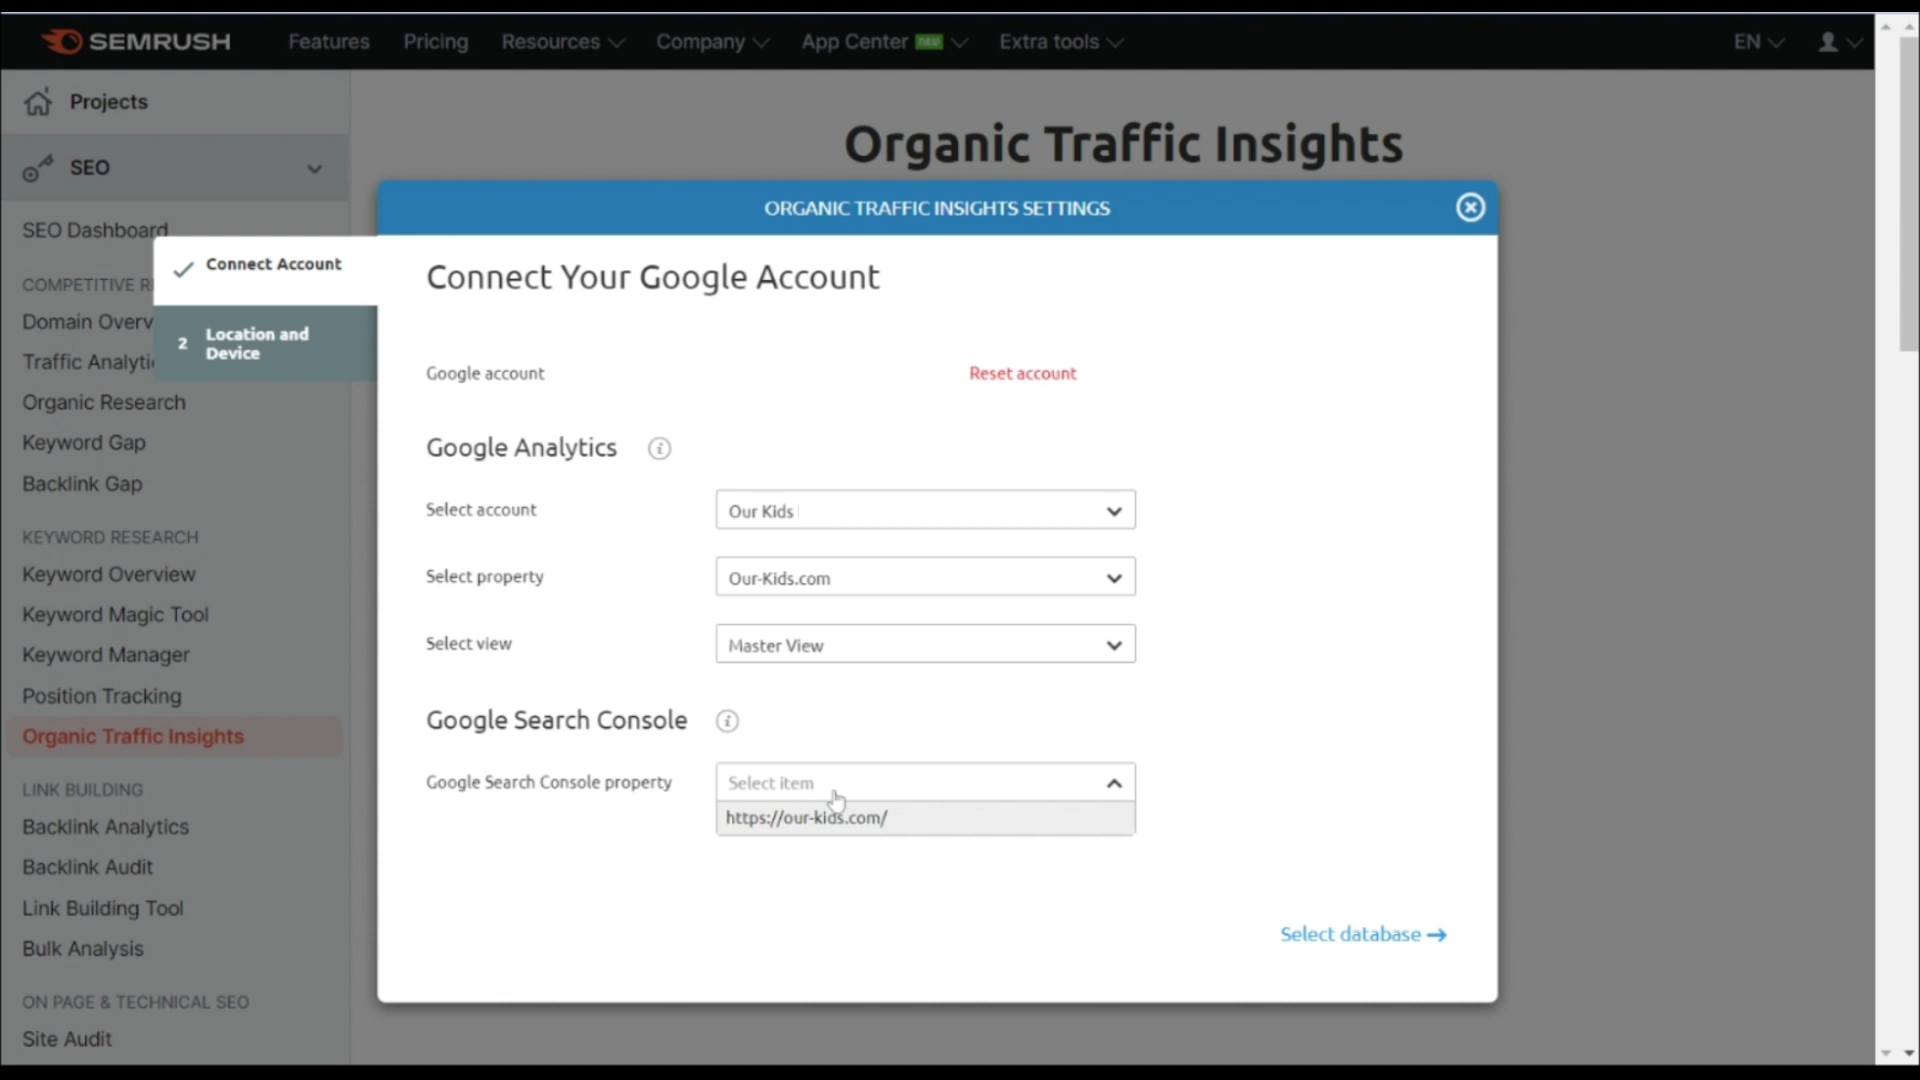 SEMRUSH
Features
Pricing
Resources
Company
App Center new
Extra tools
EN
Projects
SEO
SEO Dashboard
COMPETITIVE R
Domain Overv
Traffic Analyti
Organic Research
Keyword Gap
Backlink Gap
KEYWORD RESEARCH
Keyword Overview
Keyword Magic Tool
Keyword Manager
Position Tracking
Organic Traffic Insights
LINK BUILDING
Backlink Analytics
Backlink Audit
Link Building Tool
Bulk Analysis
ON PAGE & TECHNICAL SEO
Site Audit
Organic Traffic Insights
ORGANIC TRAFFIC INSIGHTS SETTINGS
Connect Account
2 Location and
Device
Connect Your Google Account
Google account
Reset account
Google Analytics
Select account
Our Kids
Select property
Our-Kids.com
Select view
Master View
Google Search Console
Google Search Console property
Select item
https://our-kids.com/
Select database